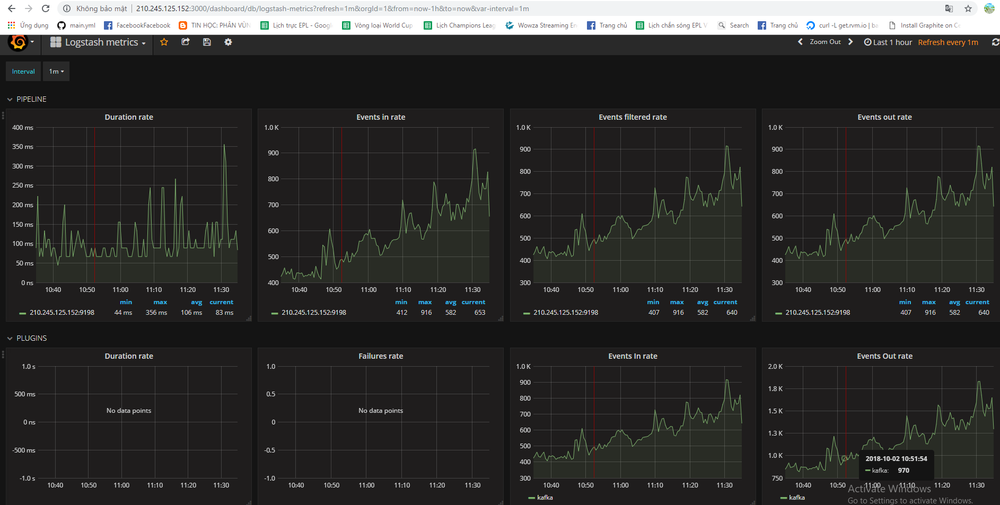 Không bảo mật 210.245.125.152:3000/dashboard/db/logstash-metrics?refresh=1m&orgId=1&from=now-1h&to=now&var-interval=1m
Ứng dụng main.yml FacebookFacebook TIN HỌC: PHÂN VÙN Lịch trực EPL - Googl Vòng loại World Cup Lịch Champions Leag Wowza Streaming En Trang chủ Lịch chấn sóng EPL V Search Trang chủ curl -L get.rvm.io | ba Install Graphite on Ce
Logstash metrics Zoom Out Last 1 hour Refresh every 1m
Interval 1m
PIPELINE
Duration rate
400 ms
350 ms
300 ms
250 ms
200 ms
150 ms
100 ms
50 ms
0 ns
10:40 10:50 11:00 11:10 11:20 11:30
min max avg current
210.245.125.152:9198 44 ms 356 ms 106 ms 83 ms
Events in rate
1.0 K
900
800
700
600
500
400
10:40 10:50 11:00 11:10 11:20 11:30
min max avg current
210.245.125.152:9198 412 916 582 653
Events filtered rate
1.0 K
900
800
700
600
500
400
300
10:40 10:50 11:00 11:10 11:20 11:30
min max avg current
210.245.125.152:9198 407 916 582 640
Events out rate
1.0 K
900
800
700
600
500
400
300
10:40 10:50 11:00 11:10 11:20 11:30
min max avg current
210.245.125.152:9198 407 916 582 640
PLUGINS
Duration rate
1.0 s
500 ms
0 ns
-500 ms
-1.0 s
No data points
10:40 10:50 11:00 11:10 11:20 11:30
Failures rate
1.0
0.5
0
-0.5
-1.0
No data points
10:40 10:50 11:00 11:10 11:20 11:30
Events In rate
1.0 K
900
800
700
600
500
400
300
10:40 10:50 11:00 11:10 11:20 11:30
kafka
Events Out rate
2.0 K
1.8 K
1.5 K
1.3 K
1.0 K
750
2018-10-02 10:51:54
kafka: 970
10:40 10:50 11:00 11:10 11:20 11:30
kafka
Activate Windows
Go to Settings to activate Windows.